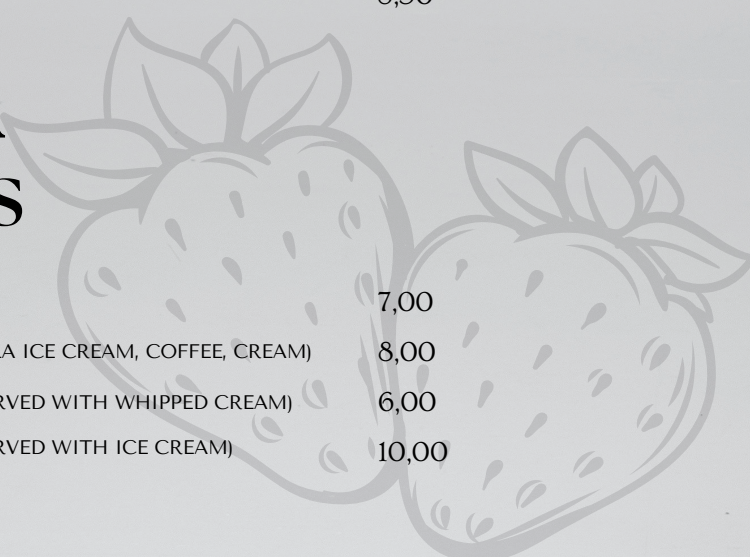 S
7,00
LA ICE CREAM, COFFEE, CREAM) 8,00
RVED WITH WHIPPED CREAM) 6,00
RVED WITH ICE CREAM) 10,00